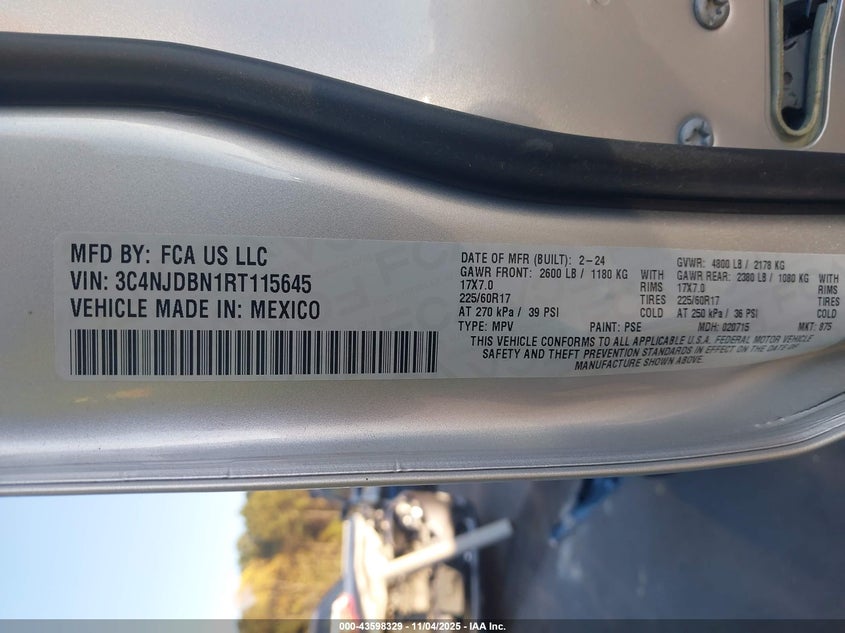 MFD BY: FCA US LLC
VIN: 3C4NJDBN1RT115645
VEHICLE MADE IN: MEXICO
DATE OF MFR (BUILT): 2-24 GVWR: 4800 LB / 2178 KG
GAWR FRONT: 2600 LB / 1180 KG WITH GAWR REAR: 2380 LB / 1080 KG WITH
17X7.0 RIMS 17X7.0 RIMS
225/60R17 TIRES 225/60R17 TIRES
AT 270 kPa / 39 PSI COLD AT 250 kPa / 36 PSI COLD
TYPE: MPV PAINT: PSE MDH: 020715 MKT: 875
THIS VEHICLE CONFORMS TO ALL APPLICABLE U.S.A. FEDERAL MOTOR VEHICLE
SAFETY AND THEFT PREVENTION STANDARDS IN EFFECT ON THE DATE OF
MANUFACTURE SHOWN ABOVE.
000-43598329 - 11/04/2025 - IAA Inc.